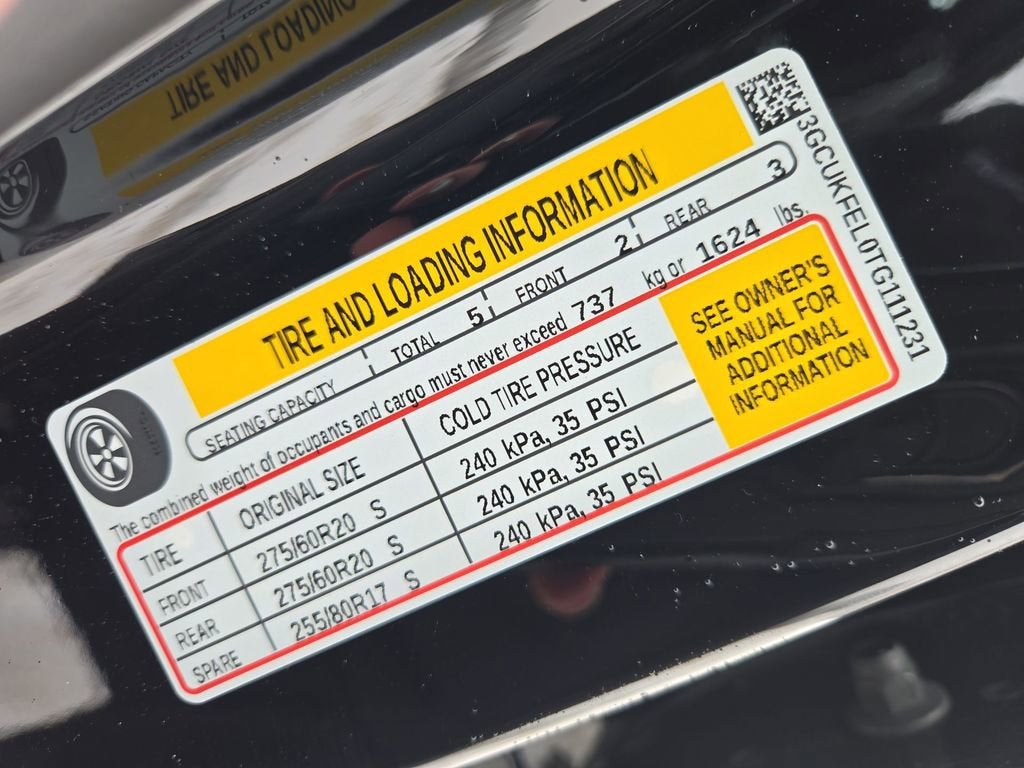 TIRE AND LOADING INFORMATION
SEATING CAPACITY TOTAL 5 FRONT 2 REAR 3
The combined weight of occupants and cargo must never exceed 737 kg or 1624 lbs.
TIRE ORIGINAL SIZE COLD TIRE PRESSURE
FRONT 275/60R20 S 240 kPa, 35 PSI
REAR 275/60R20 S 240 kPa, 35 PSI
SPARE 255/80R17 S 240 kPa, 35 PSI
SEE OWNER'S
MANUAL FOR
ADDITIONAL
INFORMATION
3GCUKFEL0TG111231
TIRE AND LOADING